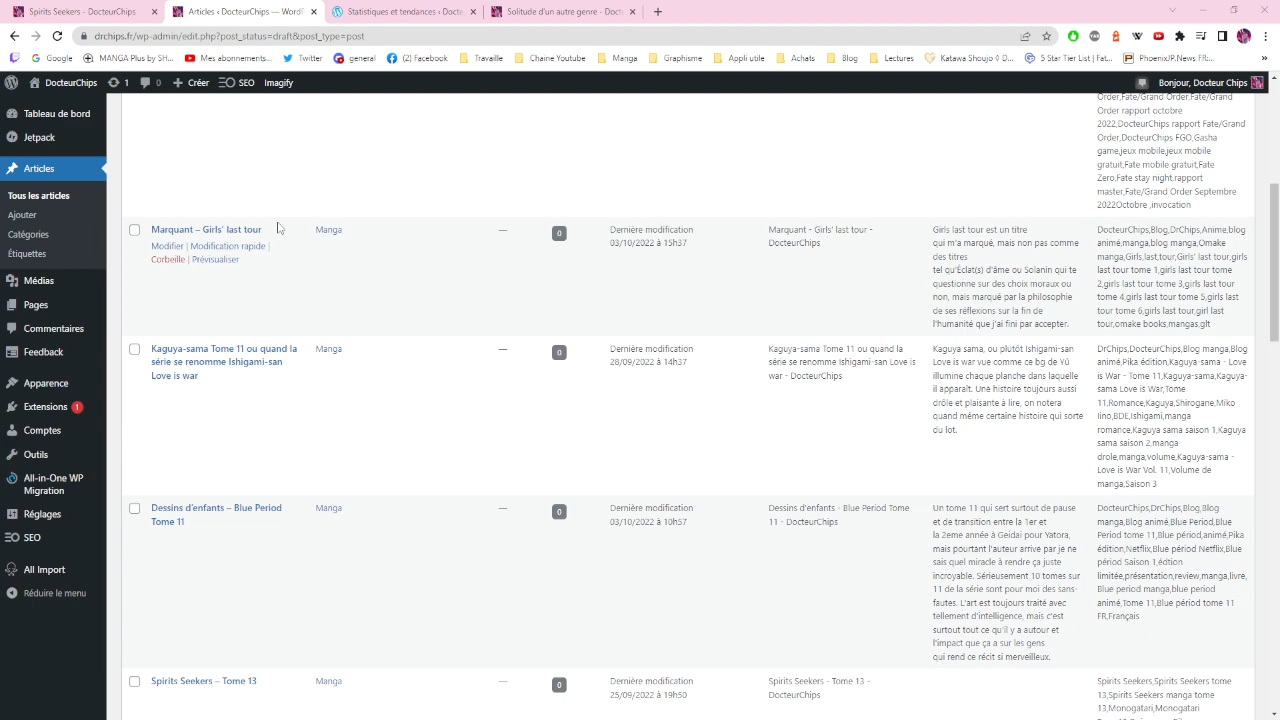 Spirits Seekers - DocteurChips
Articles ‹ DocteurChips — WordP
Statistiques et tendances ‹ Docte
Solitude d'un autre genre - Doct
drchips.fr/wp-admin/edit.php?post_status=draft&post_type=post
Google
MANGA Plus by SH...
Mes abonnements...
Twitter
general
(2) Facebook
Travaille
Chaine Youtube
Manga
Graphisme
Appli utile
Achats
Blog
Lectures
Katawa Shoujo ◊ D...
5 Star Tier List | Fat...
PhoenixJP.News FR:...
»
DocteurChips
1
0
Créer
SEO
Imagify
Bonjour, Docteur Chips
Tableau de bord
Jetpack
Articles
Tous les articles
Ajouter
Catégories
Étiquettes
Médias
Pages
Commentaires
Feedback
Apparence
Extensions 1
Comptes
Outils
All-in-One WP
Migration
Réglages
SEO
All Import
Réduire le menu
Order,Fate/Grand Order,Fate/Grand
Order rapport octobre
2022,DocteurChips rapport Fate/Grand
Order,DocteurChips FGO,Gasha
game,jeux mobile,jeux mobile
gratuit,Fate mobile gratuit,Fate
Zero,Fate stay night,rapport
master,Fate/Grand Order Septembre
2022Octobre ,invocation
Marquant – Girls' last tour
Modifier | Modification rapide |
Corbeille | Prévisualiser
Manga
—
0
Dernière modification
03/10/2022 à 15h37
Marquant - Girls' last tour -
DocteurChips
Girls last tour est un titre
qui m'a marqué, mais non pas comme
des titres
tel qu'Éclat(s) d'âme ou Solanin qui te
questionne sur des choix moraux ou
non, mais marqué par la philosophie
de ses réflexions sur la fin de
l'humanité que j'ai fini par accepter.
DocteurChips,Blog,DrChips,Anime,blog
animé,manga,blog manga,Omake
manga,Girls,last,tour,Girls' last tour,girls
last tour tome 1,girls last tour tome
2,girls last tour tome 3,girls last tour
tome 4,girls last tour tome 5,girls last
tour tome 6,girls last tour,girl last
tour,omake books,mangas,glt
Kaguya-sama Tome 11 ou quand la
série se renomme Ishigami-san
Love is war
Manga
—
0
Dernière modification
28/09/2022 à 14h37
Kaguya-sama Tome 11 ou quand la
série se renomme Ishigami-san Love is
war - DocteurChips
Kaguya sama, ou plutôt Ishigami-san
Love is war vue comme ce bg de Yû
illumine chaque planche dans laquelle
il apparaît. Une histoire toujours aussi
drôle et plaisante à lire, on notera
quand même certaine histoire qui sorte
du lot.
DrChips,DocteurChips,Blog manga,Blog
animé,Pika édition,Kaguya-sama - Love
is War - Tome 11,Kaguya-sama,Kaguya-
sama Love is War,Tome
11,Romance,Kaguya,Shirogane,Miko
Iino,BDE,Ishigami,manga
romance,Kaguya sama saison 1,Kaguya
sama saison 2,manga
drole,manga,volume,Kaguya-sama -
Love is War Vol. 11,Volume de
manga,Saison 3
Dessins d'enfants – Blue Period
Tome 11
Manga
—
0
Dernière modification
03/10/2022 à 10h57
Dessins d'enfants - Blue Period Tome
11 - DocteurChips
Un tome 11 qui sert surtout de pause
et de transition entre la 1er et
la 2eme année à Geidai pour Yatora,
mais pourtant l'auteur arrive par je ne
sais quel miracle à rendre ça juste
incroyable. Sérieusement 10 tomes sur
11 de la série sont pour moi des sans-
fautes. L'art est toujours traité avec
tellement d'intelligence, mais c'est
surtout tout ce qu'il y a autour et
l'impact que ça a sur les gens
qui rend ce récit si merveilleux.
DocteurChips,DrChips,Blog,Blog
manga,Blog animé,Blue Period,Blue
Period tome 11,Blue périod,animé,Pika
édition,Netflix,Blue périod Netflix,Blue
périod Saison 1,édtion
limitée,présentation,review,manga,livre,
Blue period manga,blue period
animé,Tome 11,Blue périod tome 11
FR,Français
Spirits Seekers – Tome 13
Manga
—
0
Dernière modification
25/09/2022 à 19h50
Spirits Seekers - Tome 13 -
DocteurChips
Spirits Seekers,Spirits Seekers tome
13,Spirits Seekers manga tome
13,Monogatari,Monogatari